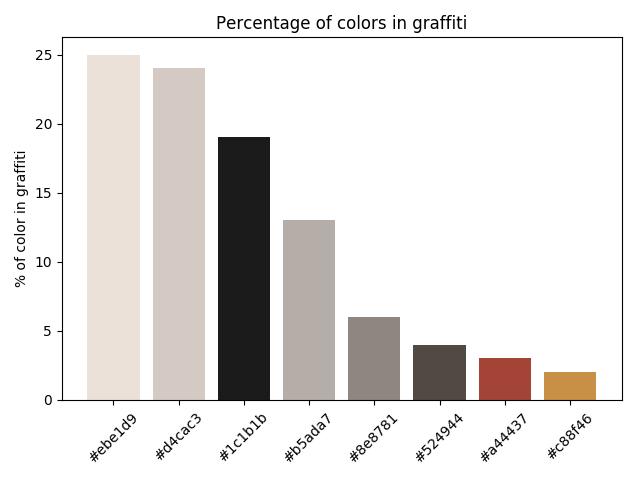 Percentage of colors in graffiti
% of color in graffiti
25
20
15
10
5
0
#ebe1d9
#d4cac3
#1c1b1b
#b5ada7
#8e8781
#524944
#a44437
#c88f46